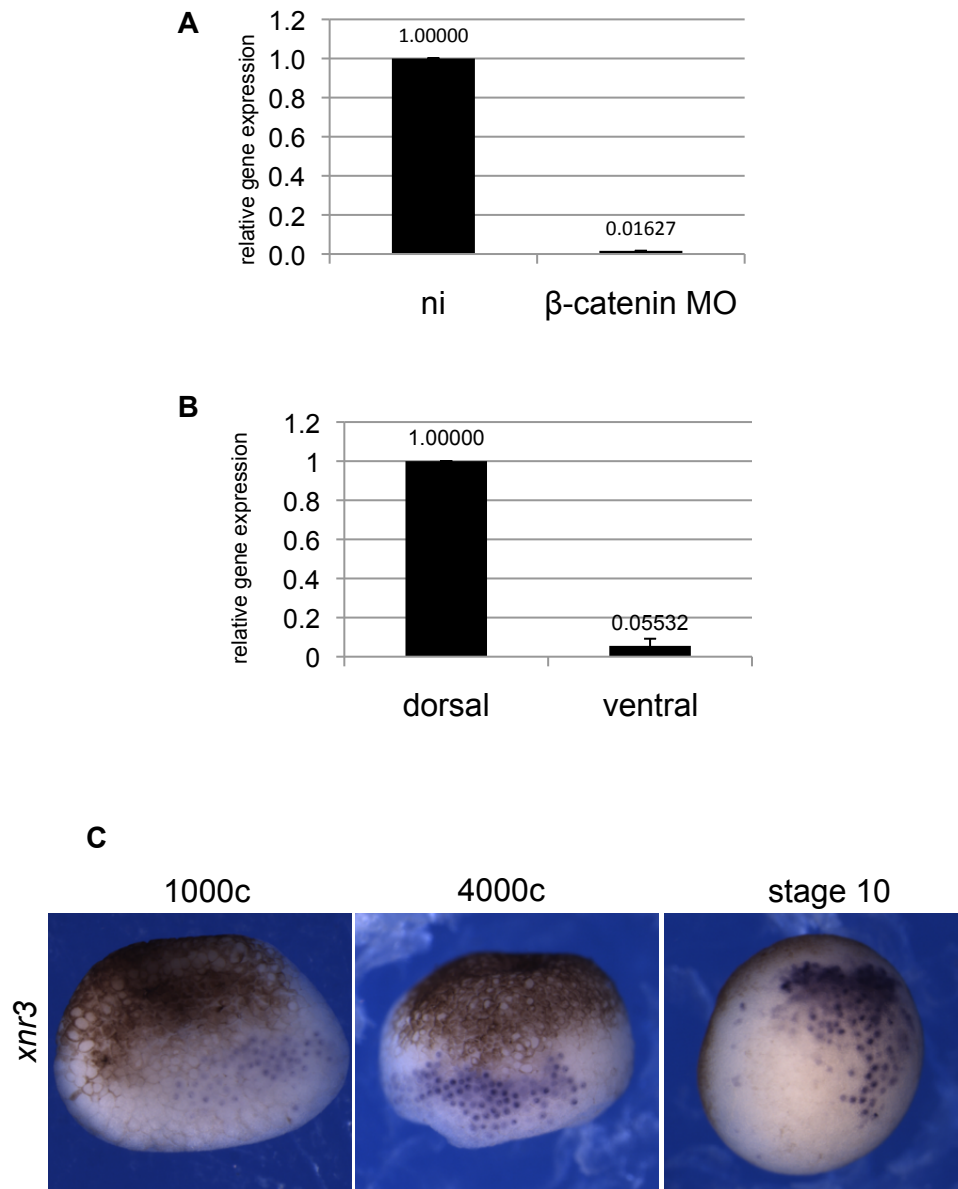 A
relative gene expression
1.2
1.0
0.8
0.6
0.4
0.2
0.0
1.00000
0.01627
ni
β-catenin MO
B
relative gene expression
1.2
1
0.8
0.6
0.4
0.2
0
1.00000
0.05532
dorsal
ventral
C
1000c
4000c
stage 10
xnr3